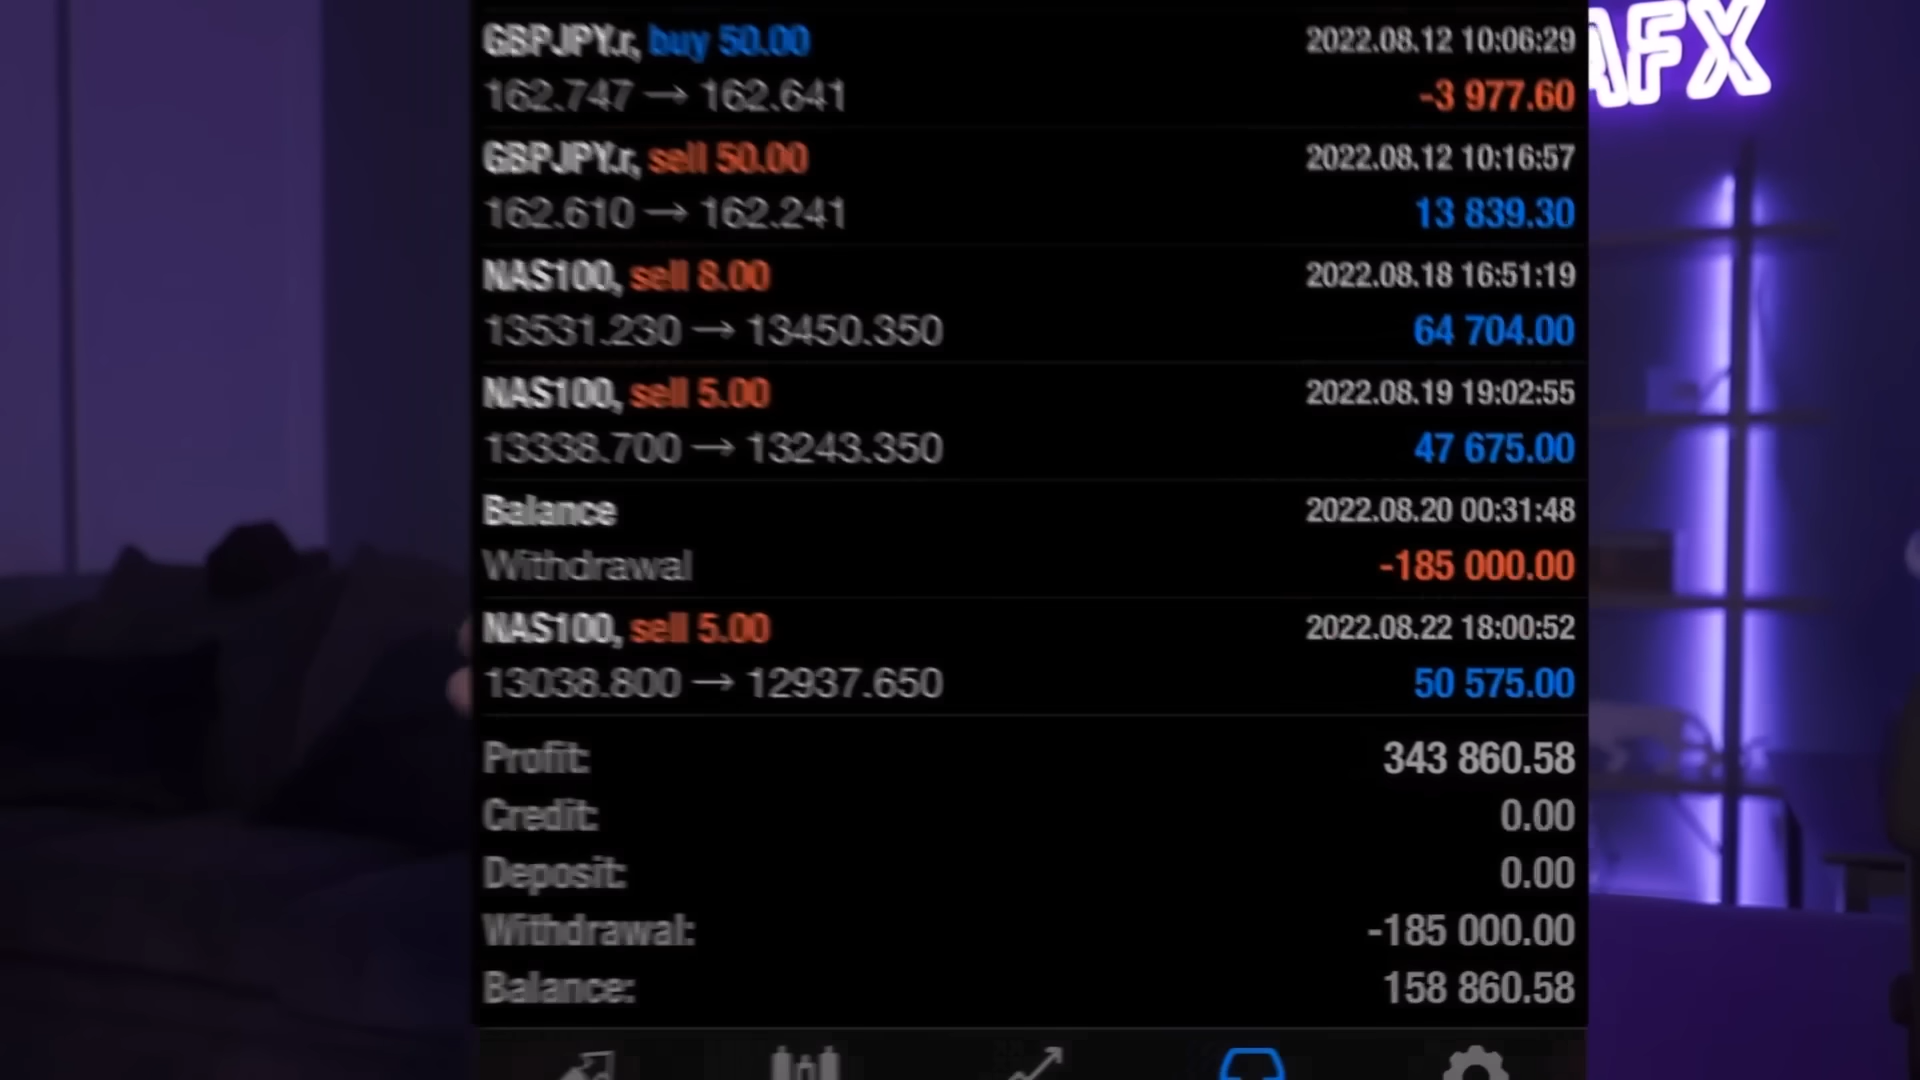 GBPJPY.r, buy 50.00 2022.08.12 10:06:29
162.747 → 162.641 -3 977.60
GBPJPY.r, sell 50.00 2022.08.12 10:16:57
162.610 → 162.241 13 839.30
NAS100, sell 8.00 2022.08.18 16:51:19
13531.230 → 13450.350 64 704.00
NAS100, sell 5.00 2022.08.19 19:02:55
13338.700 → 13243.350 47 675.00
Balance 2022.08.20 00:31:48
Withdrawal -185 000.00
NAS100, sell 5.00 2022.08.22 18:00:52
13038.800 → 12937.650 50 575.00
Profit: 343 860.58
Credit: 0.00
Deposit: 0.00
Withdrawal: -185 000.00
Balance: 158 860.58
AFX